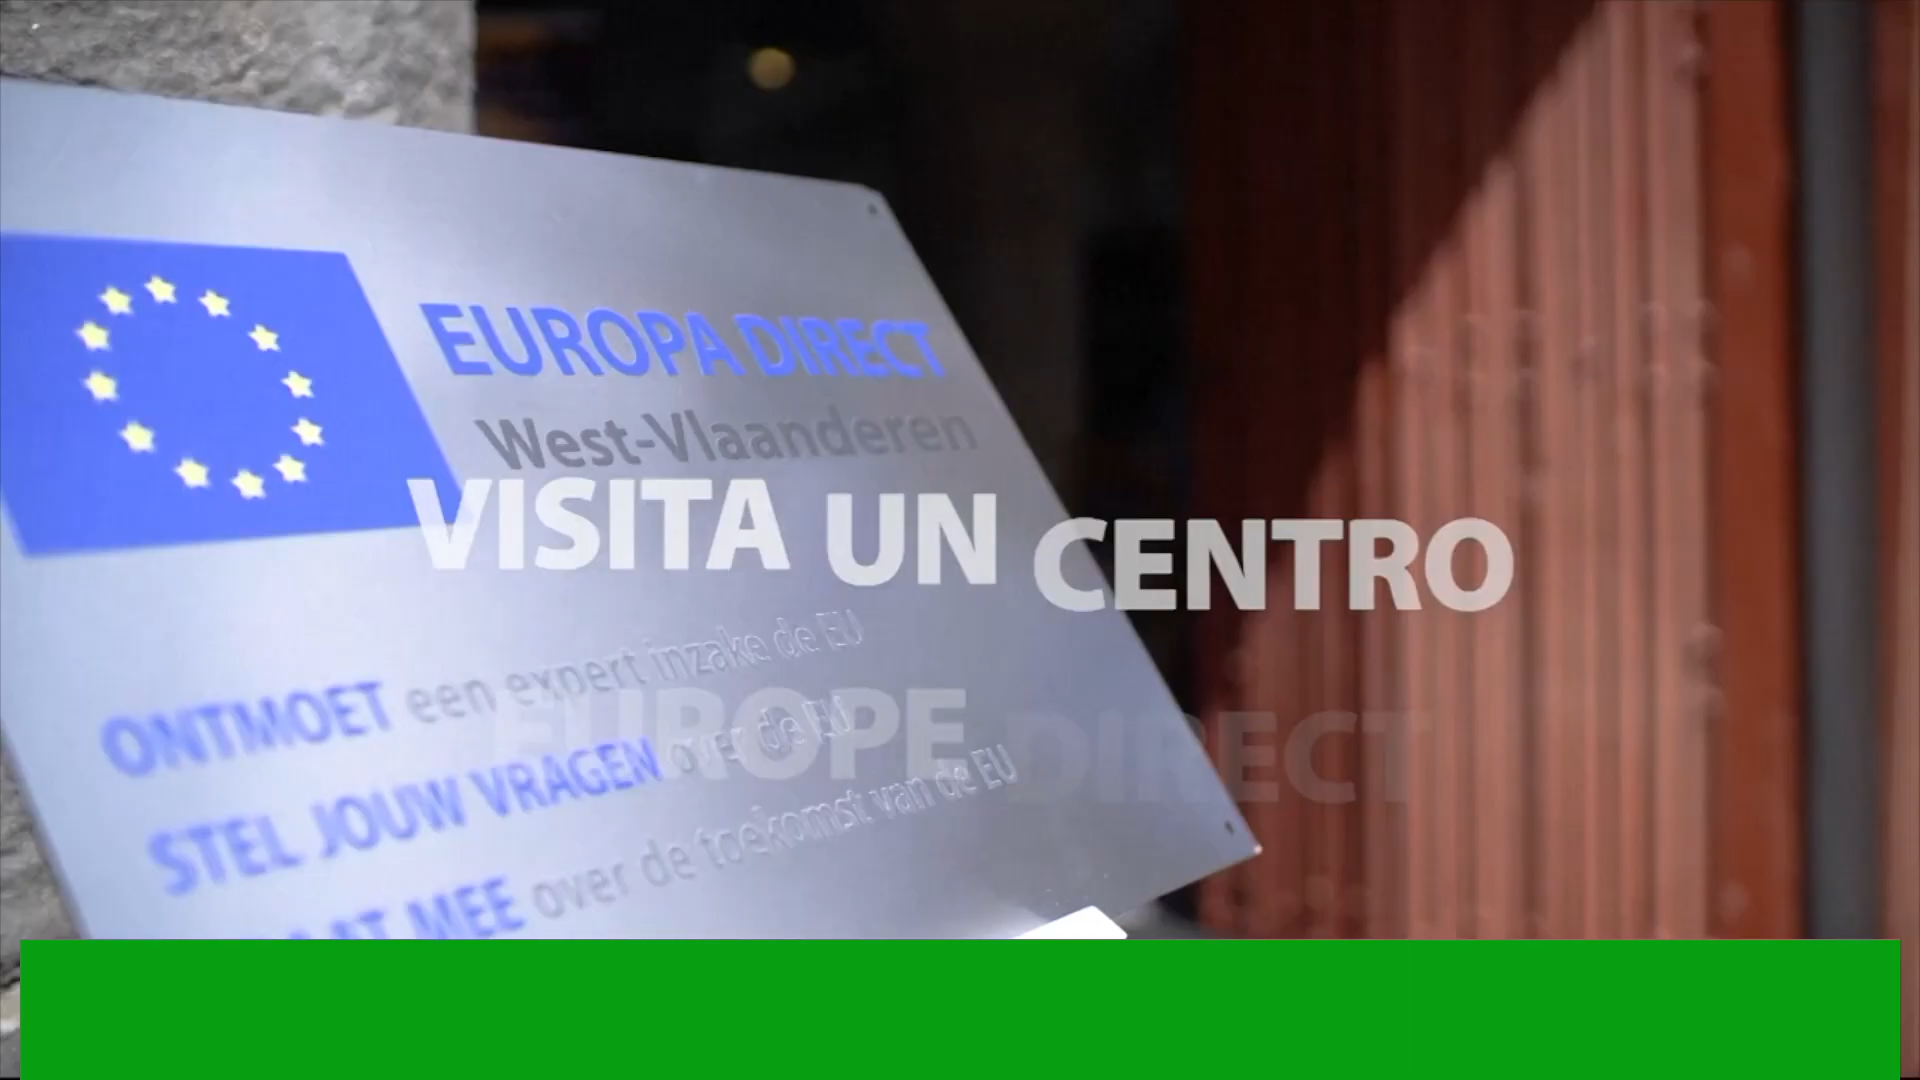 EUROPA DIRECT
West-Vlaanderen
VISITA UN CENTRO
EUROPE DIRECT
ONTMOET een expert inzake de EU
STEL JOUW VRAGEN over de EU
MEE over de toekomst van de EU